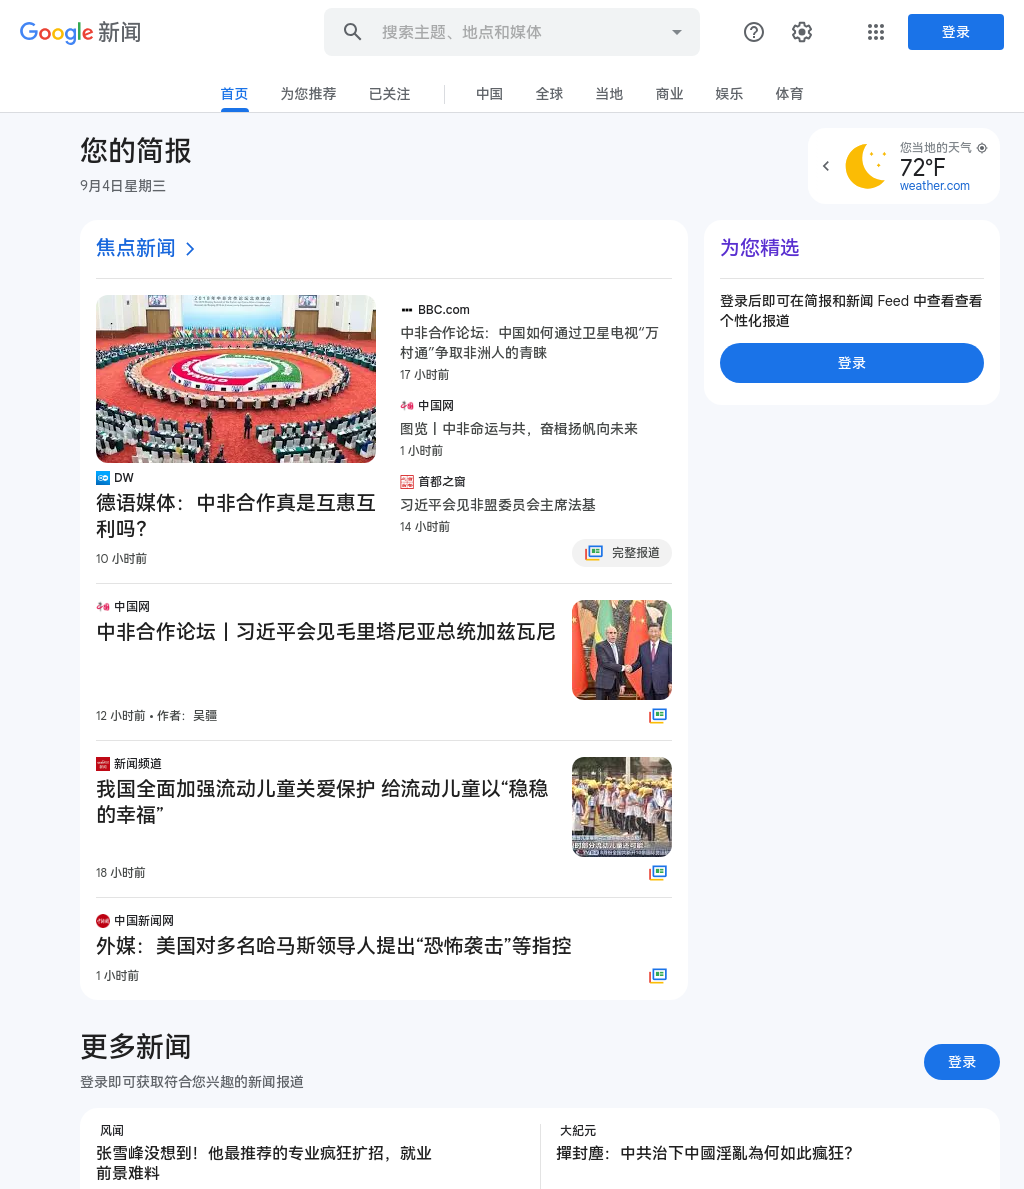 Google 新闻
搜索主题、地点和媒体
登录
首页
为您推荐
已关注
中国
全球
当地
商业
娱乐
体育
您的简报
9月4日星期三
您当地的天气
72°F
weather.com
焦点新闻
DW
德语媒体：中非合作真是互惠互
利吗？
10 小时前
BBC.com
中非合作论坛：中国如何通过卫星电视“万
村通”争取非洲人的青睐
17 小时前
中国网
图览丨中非命运与共，奋楫扬帆向未来
1 小时前
首都之窗
习近平会见非盟委员会主席法基
14 小时前
完整报道
中国网
中非合作论坛丨习近平会见毛里塔尼亚总统加兹瓦尼
12 小时前 • 作者：吴疆
新闻频道
我国全面加强流动儿童关爱保护 给流动儿童以“稳稳
的幸福”
18 小时前
中国新闻网
外媒：美国对多名哈马斯领导人提出“恐怖袭击”等指控
1 小时前
为您精选
登录后即可在简报和新闻 Feed 中查看查看
个性化报道
登录
更多新闻
登录即可获取符合您兴趣的新闻报道
登录
风闻
张雪峰没想到！他最推荐的专业疯狂扩招，就业
前景难料
大紀元
彈封塵：中共治下中國淫亂為何如此瘋狂？